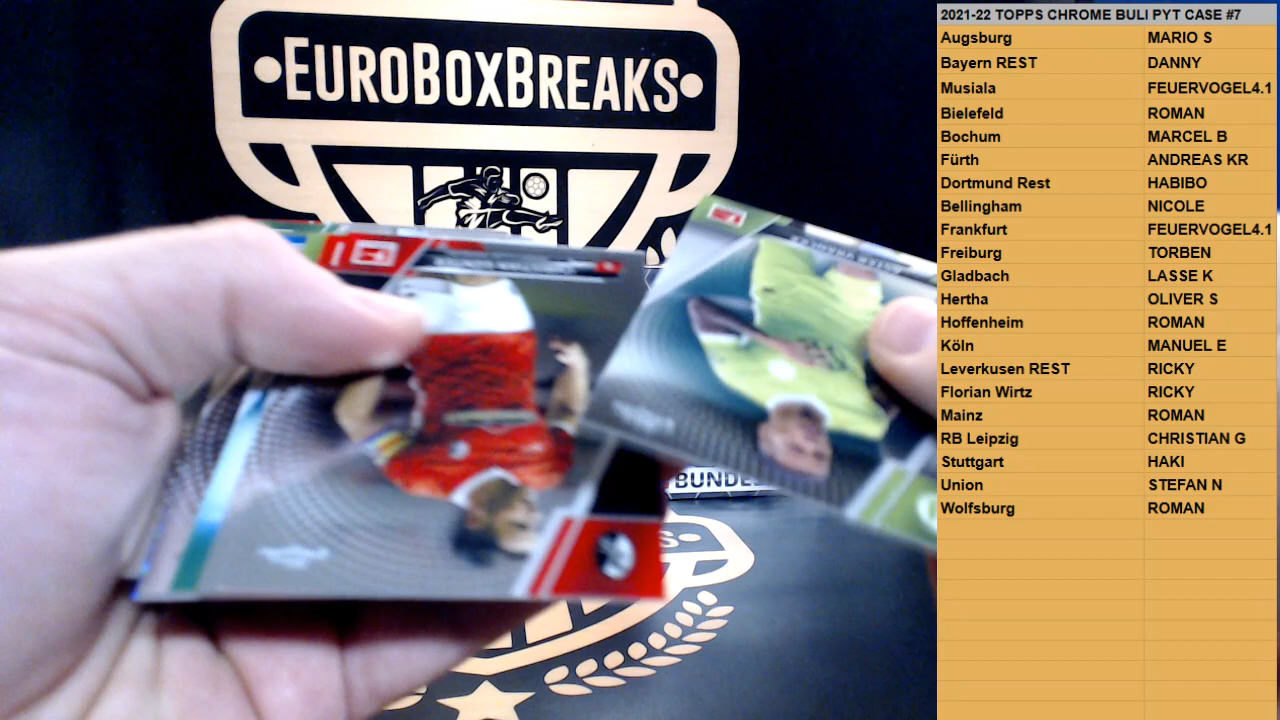 EUROBOXBREAKS
BUNDES
2021-22 TOPPS CHROME BULI PYT CASE #7
Augsburg MARIO S
Bayern REST DANNY
Musiala FEUERVOGEL4.1
Bielefeld ROMAN
Bochum MARCEL B
Fürth ANDREAS KR
Dortmund Rest HABIBO
Bellingham NICOLE
Frankfurt FEUERVOGEL4.1
Freiburg TORBEN
Gladbach LASSE K
Hertha OLIVER S
Hoffenheim ROMAN
Köln MANUEL E
Leverkusen REST RICKY
Florian Wirtz RICKY
Mainz ROMAN
RB Leipzig CHRISTIAN G
Stuttgart HAKI
Union STEFAN N
Wolfsburg ROMAN